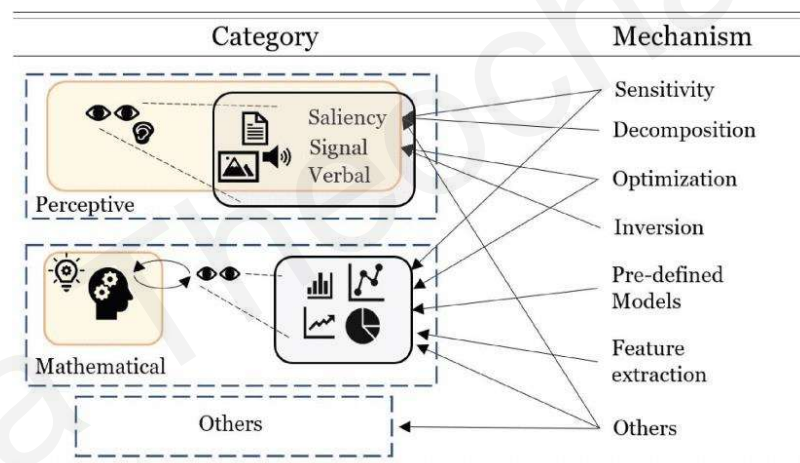 Category
Mechanism
Saliency
Signal
Verbal
Perceptive
Mathematical
Others
Sensitivity
Decomposition
Optimization
Inversion
Pre-defined
Models
Feature
extraction
Others